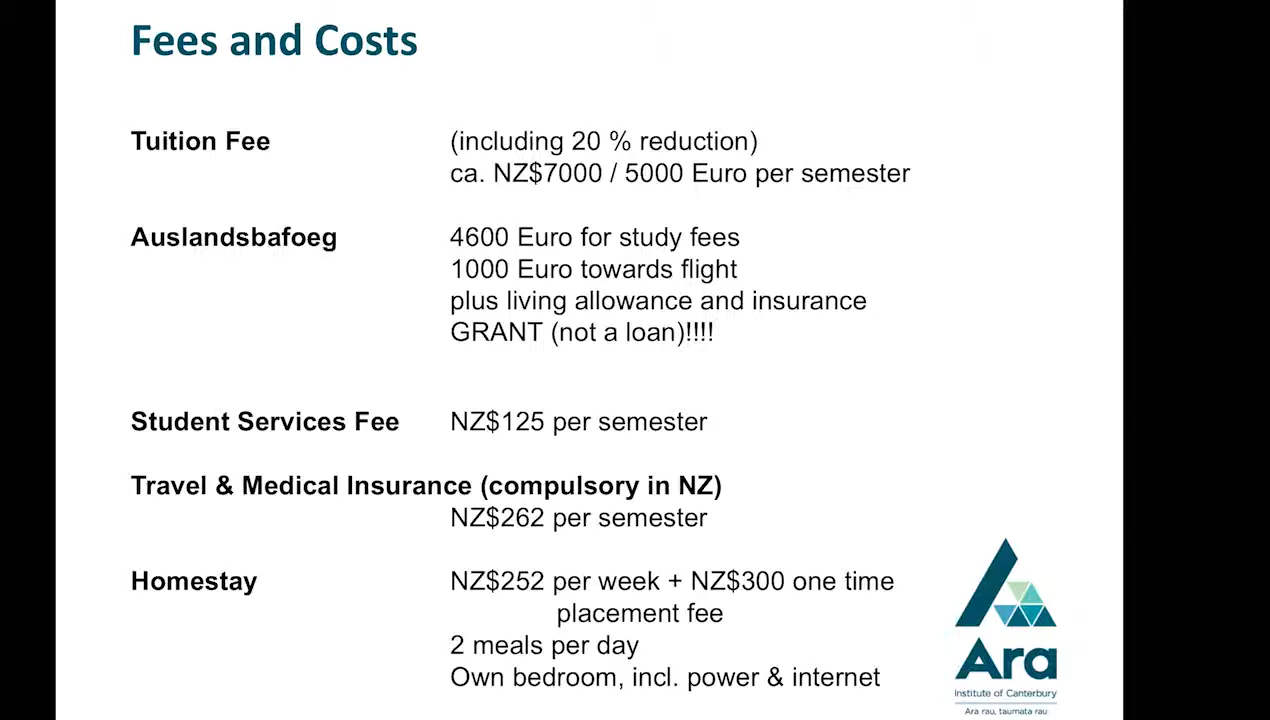 Fees and Costs
Tuition Fee (including 20 % reduction)
ca. NZ$7000 / 5000 Euro per semester
Auslandsbafoeg 4600 Euro for study fees
1000 Euro towards flight
plus living allowance and insurance
GRANT (not a loan)!!!!
Student Services Fee NZ$125 per semester
Travel & Medical Insurance (compulsory in NZ)
NZ$262 per semester
Homestay NZ$252 per week + NZ$300 one time
placement fee
2 meals per day
Own bedroom, incl. power & internet
Ara
Institute of Canterbury
Ara rau, taumata rau